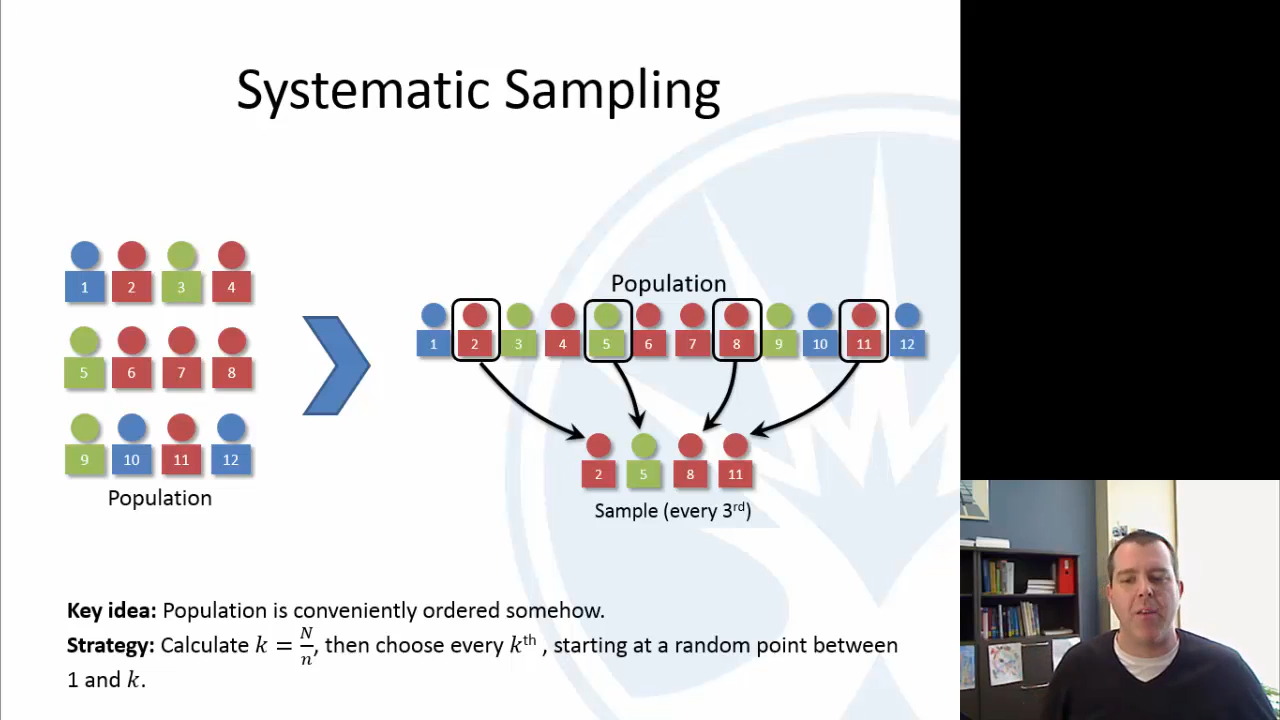 Systematic Sampling
1 2 3 4
5 6 7 8
9 10 11 12
Population
Population
1 2 3 4 5 6 7 8 9 10 11 12
2 5 8 11
Sample (every 3rd)
Key idea: Population is conveniently ordered somehow.
Strategy: Calculate k = N/n, then choose every kth , starting at a random point between
1 and k.